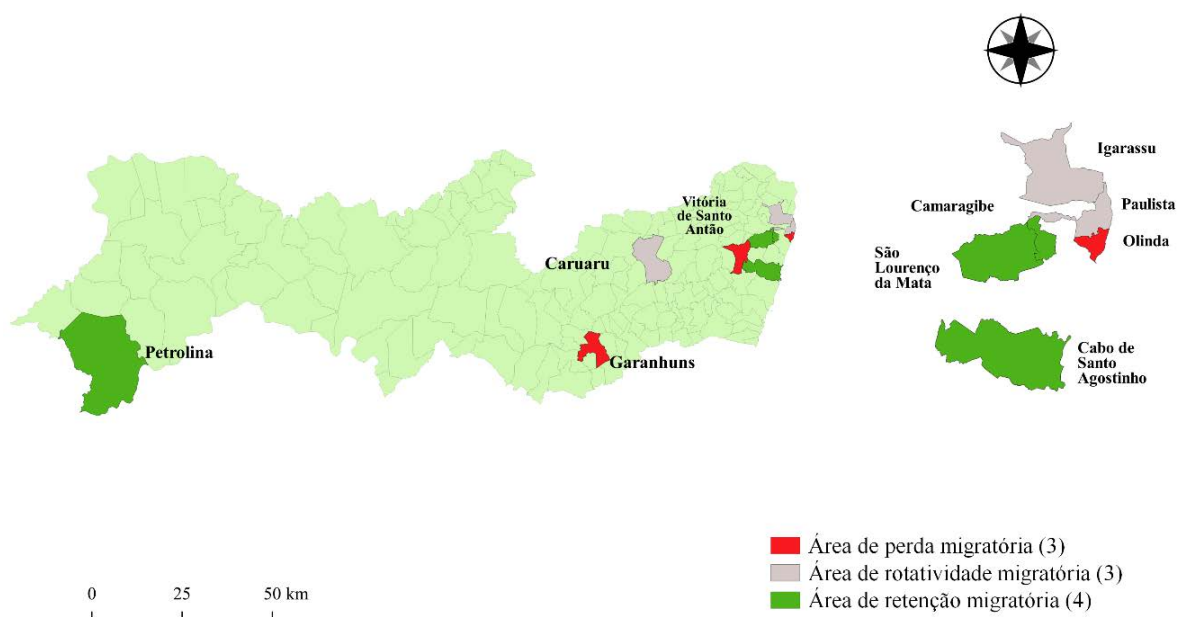 Igarassu
Vitória
de Santo
Antão
Camaragibe
Paulista
Olinda
Caruaru
São
Lourenço
da Mata
Petrolina
Garanhuns
Cabo de
Santo
Agostinho
Área de perda migratória (3)
Área de rotatividade migratória (3)
Área de retenção migratória (4)
0 25 50 km